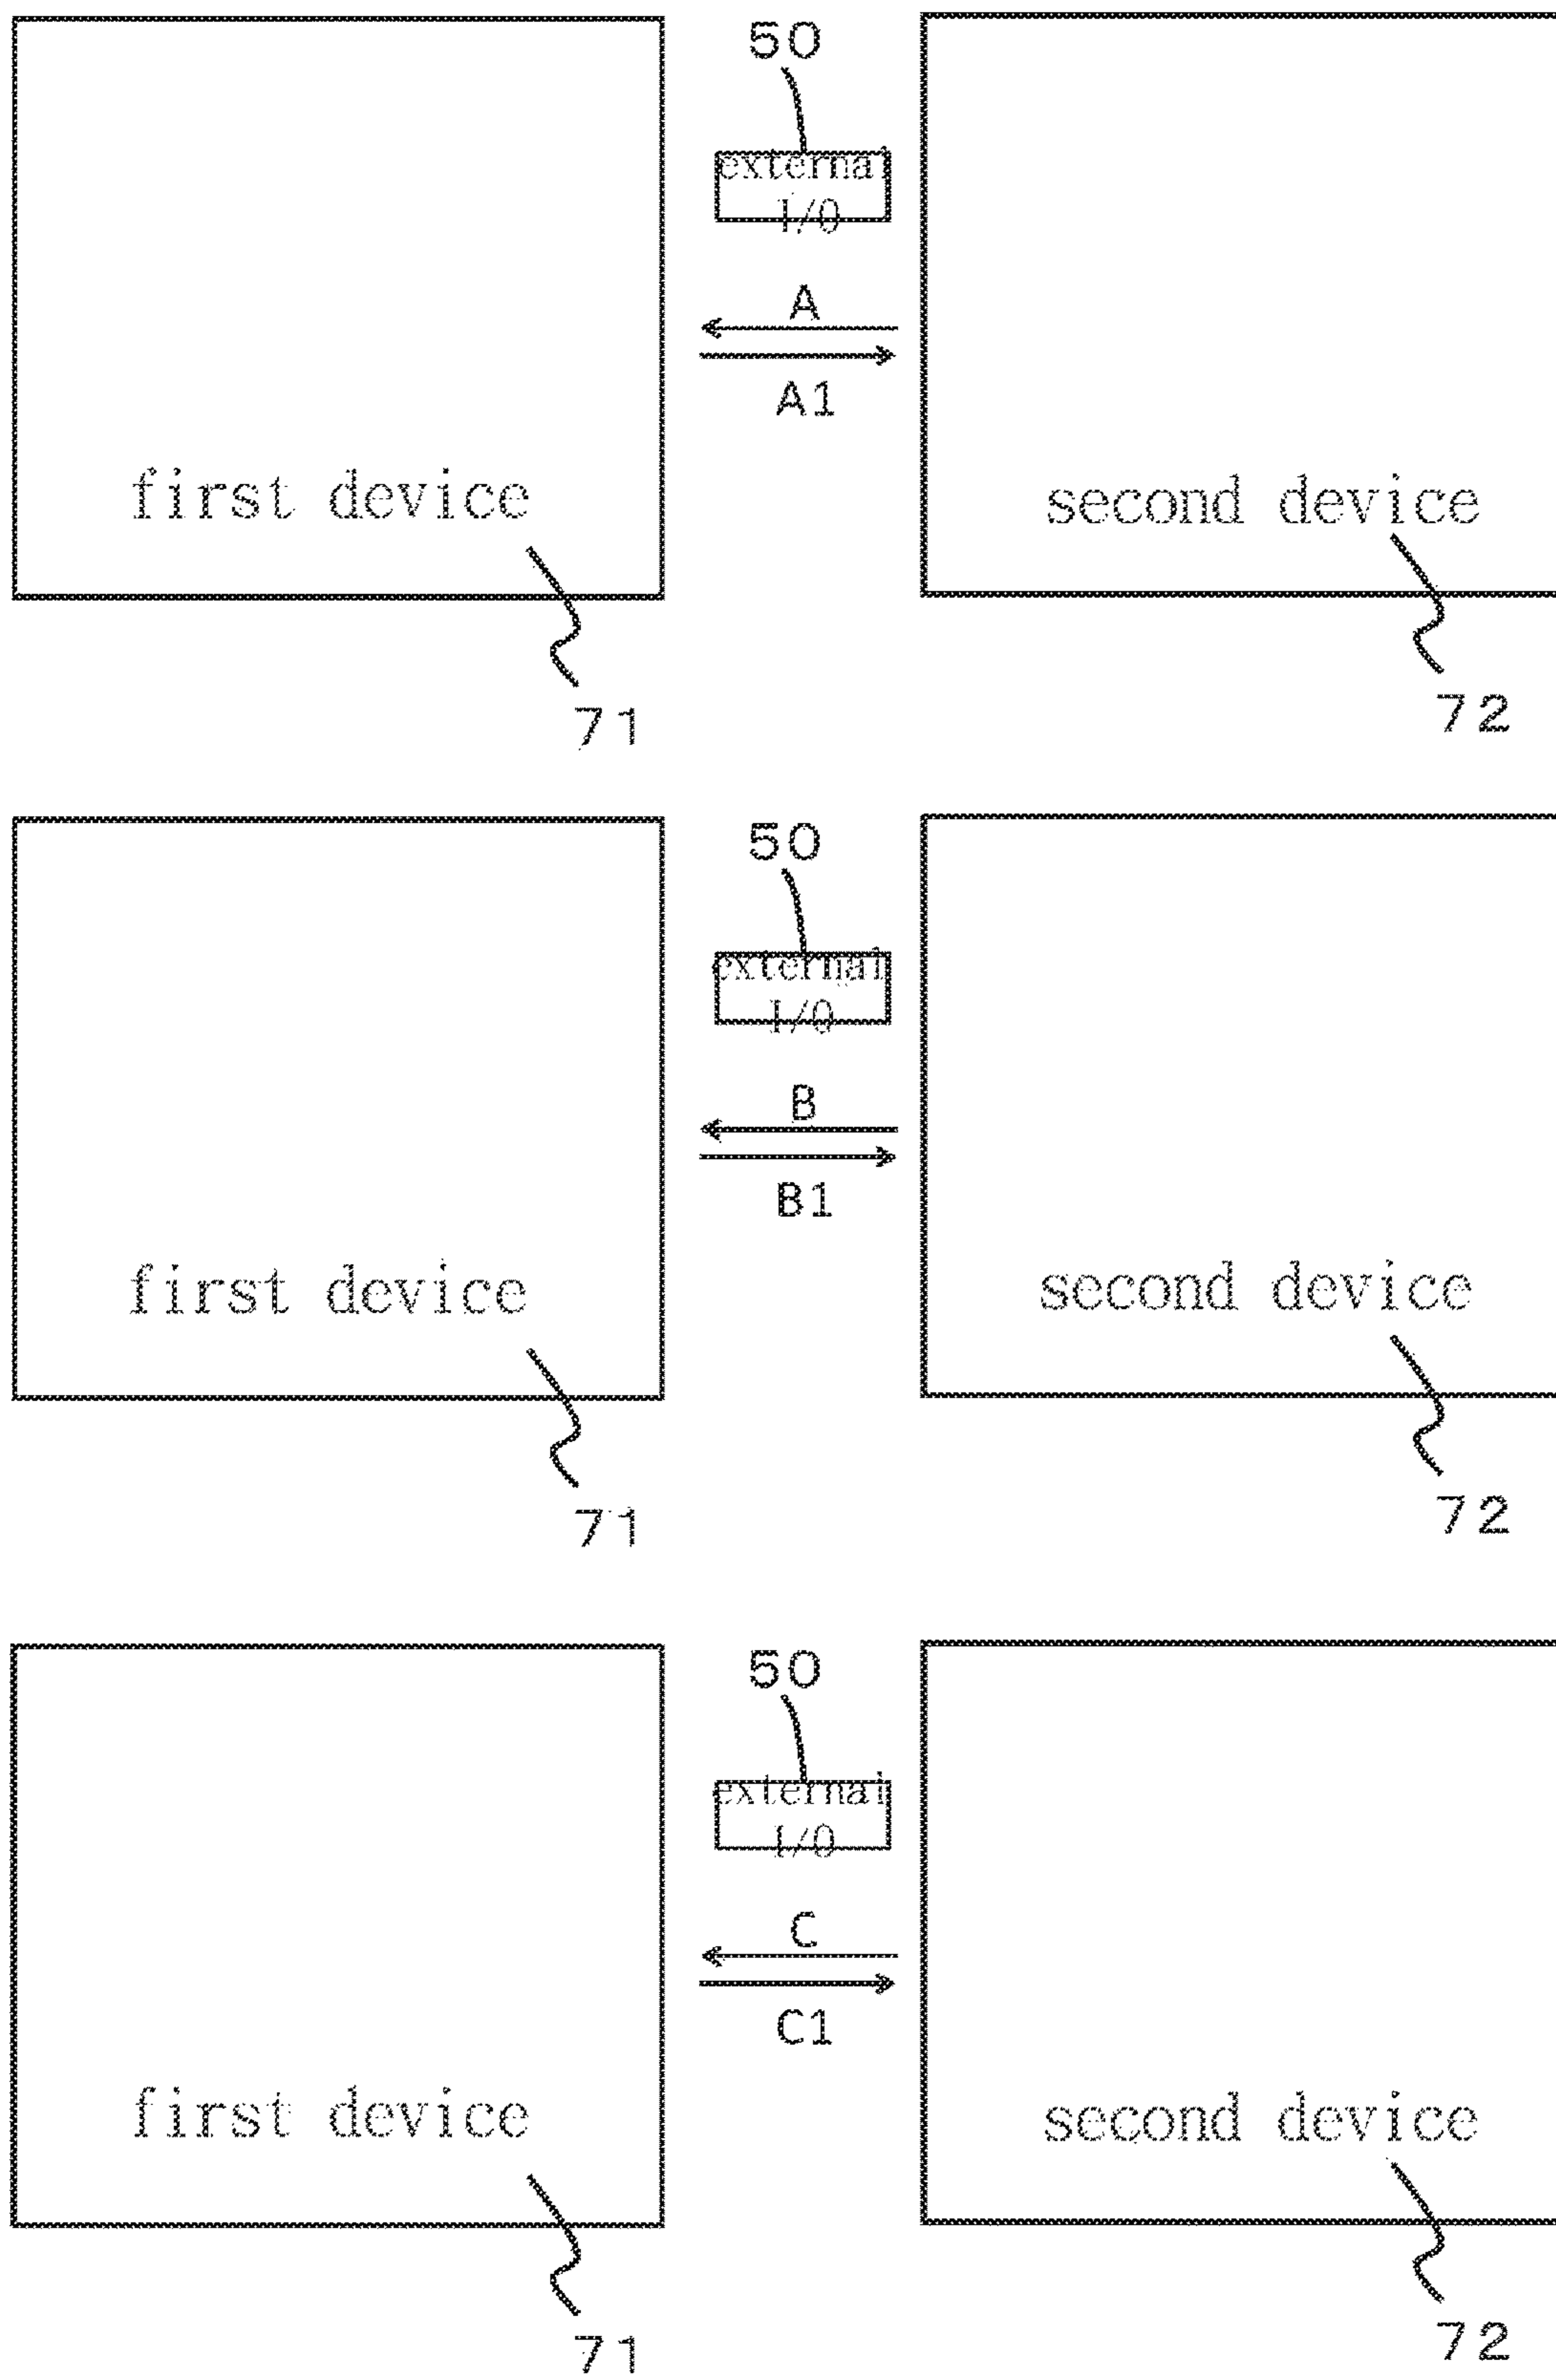 50
external
I/O
A
A1
first device
second device
71
72
50
external
I/O
B
B1
first device
second device
71
72
50
external
I/O
C
C1
first device
second device
71
72